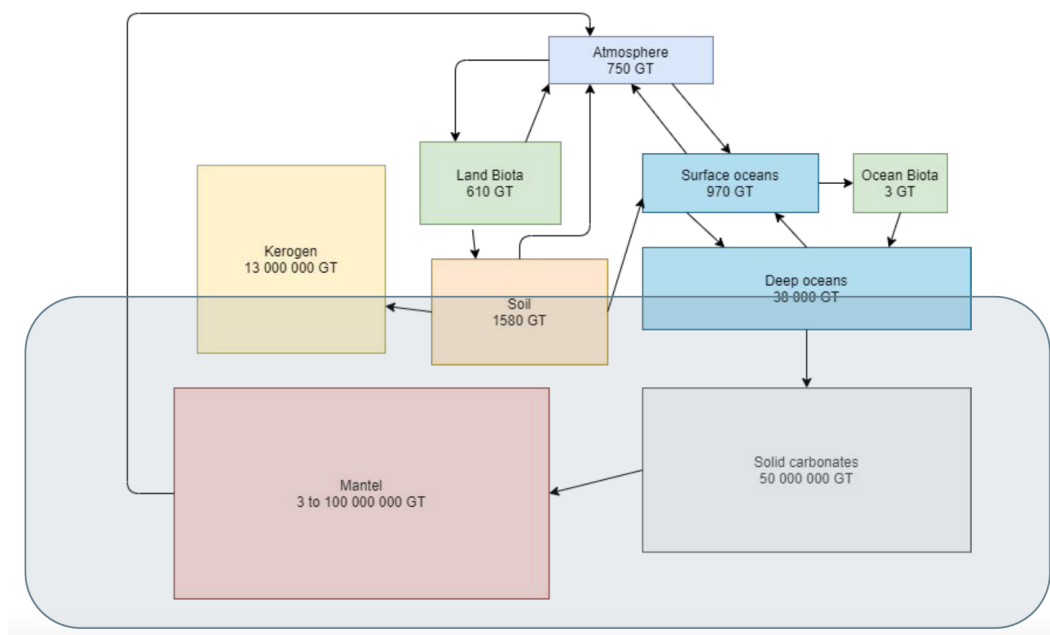 Atmosphere
750 GT
Land Biota
610 GT
Surface oceans
970 GT
Ocean Biota
3 GT
Kerogen
13 000 000 GT
Soil
1580 GT
Deep oceans
38 000 GT
Mantel
3 to 100 000 000 GT
Solid carbonates
50 000 000 GT